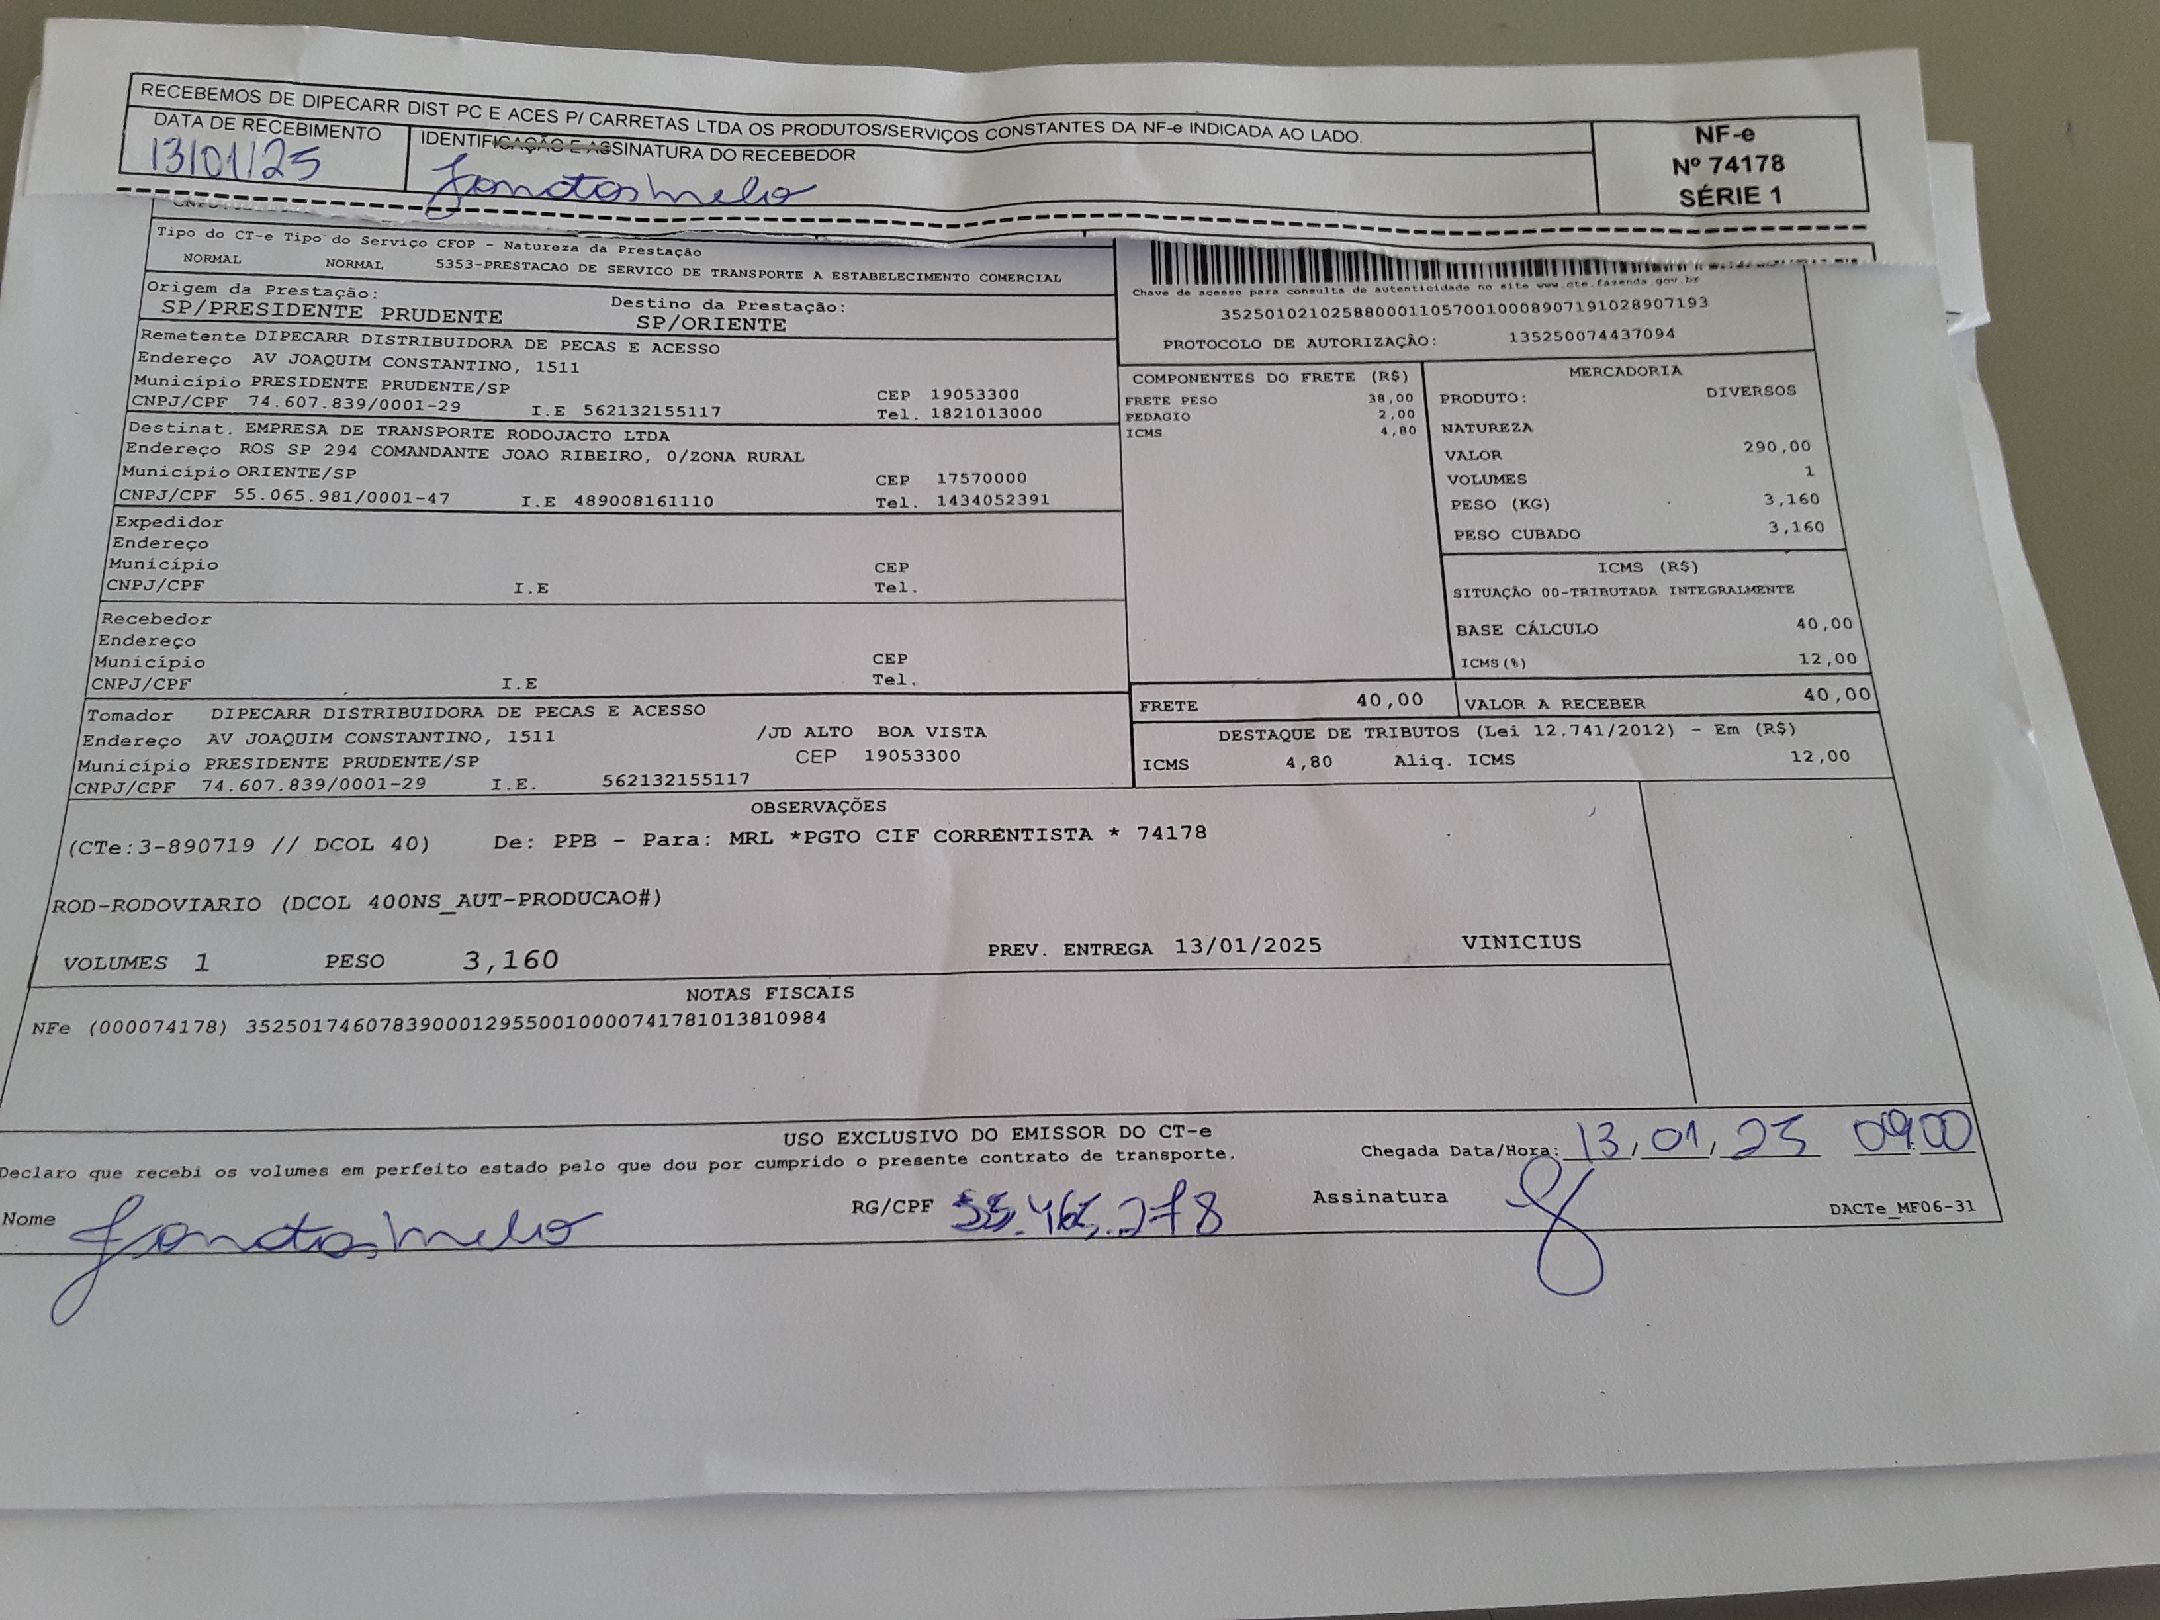 RECEBEMOS DE DIPECARR DIST PC E ACES P/ CARRETAS LTDA OS PRODUTOS/SERVIÇOS CONSTANTES DA NF-e INDICADA AO LADO.
DATA DE RECEBIMENTO
13/01/25
IDENTIFICAÇÃO E ASSINATURA DO RECEBEDOR
Jonatas Melo
NF-e
Nº 74178
SÉRIE 1
Tipo do CT-e Tipo do Serviço CFOP - Natureza da Prestação
NORMAL NORMAL 5353-PRESTACAO DE SERVICO DE TRANSPORTE A ESTABELECIMENTO COMERCIAL
Origem da Prestação: Destino da Prestação:
SP/PRESIDENTE PRUDENTE SP/ORIENTE
Remetente DIPECARR DISTRIBUIDORA DE PECAS E ACESSO
Endereço AV JOAQUIM CONSTANTINO, 1511
Município PRESIDENTE PRUDENTE/SP CEP 19053300
CNPJ/CPF 74.607.839/0001-29 I.E 562132155117 Tel. 1821013000
Destinat. EMPRESA DE TRANSPORTE RODOJACTO LTDA
Endereço ROS SP 294 COMANDANTE JOAO RIBEIRO, 0/ZONA RURAL
Município ORIENTE/SP CEP 17570000
CNPJ/CPF 55.065.981/0001-47 I.E 489008161110 Tel. 1434052391
Expedidor
Endereço
Município CEP
CNPJ/CPF I.E Tel.
Recebedor
Endereço
Município CEP
CNPJ/CPF I.E Tel.
Tomador DIPECARR DISTRIBUIDORA DE PECAS E ACESSO
Endereço AV JOAQUIM CONSTANTINO, 1511 /JD ALTO BOA VISTA
Município PRESIDENTE PRUDENTE/SP CEP 19053300
CNPJ/CPF 74.607.839/0001-29 I.E. 562132155117
Chave de acesso para consulta de autenticidade no site www.cte.fazenda.gov.br
35250102102588000110570010008907191028907193
PROTOCOLO DE AUTORIZAÇÃO: 135250074437094
COMPONENTES DO FRETE (R$)
FRETE PESO 38,00
PEDAGIO 2,00
ICMS 4,80
MERCADORIA
PRODUTO: DIVERSOS
NATUREZA
VALOR 290,00
VOLUMES 1
PESO (KG) 3,160
PESO CUBADO 3,160
ICMS (R$)
SITUAÇÃO 00-TRIBUTADA INTEGRALMENTE
BASE CÁLCULO 40,00
ICMS(%) 12,00
FRETE 40,00 VALOR A RECEBER 40,00
DESTAQUE DE TRIBUTOS (Lei 12.741/2012) - Em (R$)
ICMS 4,80 Aliq. ICMS 12,00
OBSERVAÇÕES
(CTe:3-890719 // DCOL 40) De: PPB - Para: MRL *PGTO CIF CORRENTISTA * 74178
ROD-RODOVIARIO (DCOL 400NS_AUT-PRODUCAO#)
VOLUMES 1 PESO 3,160 PREV. ENTREGA 13/01/2025 VINICIUS
NOTAS FISCAIS
NFe (000074178) 35250174607839000129550010000741781013810984
USO EXCLUSIVO DO EMISSOR DO CT-e
Declaro que recebi os volumes em perfeito estado pelo que dou por cumprido o presente contrato de transporte.
Chegada Data/Hora: 13/01/25 09:00
Nome Jonatas Melo RG/CPF Assinatura
DACTe_MF06-31